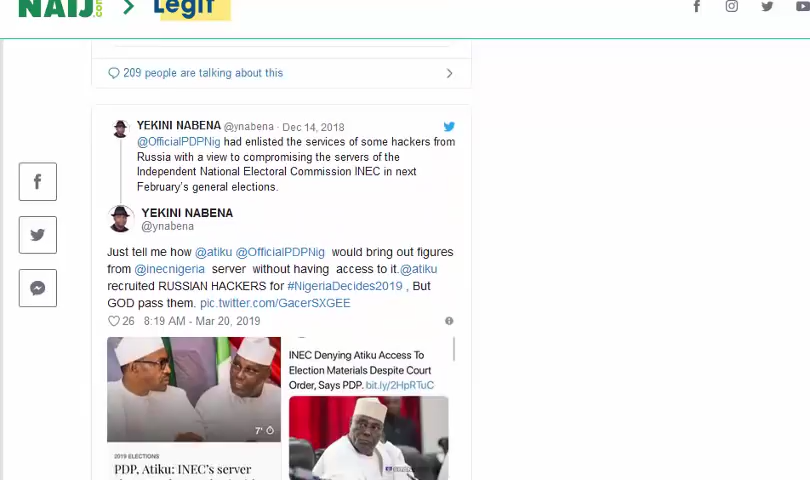 NAIJ.com > Legit
209 people are talking about this
YEKINI NABENA @ynabena · Dec 14, 2018
@OfficialPDPNig had enlisted the services of some hackers from
Russia with a view to compromising the servers of the
Independent National Electoral Commission INEC in next
February's general elections.
YEKINI NABENA
@ynabena
Just tell me how @atiku @OfficialPDPNig would bring out figures
from @inecnigeria server without having access to it.@atiku
recruited RUSSIAN HACKERS for #NigeriaDecides2019 , But
GOD pass them. pic.twitter.com/GacerSXGEE
26 8:19 AM - Mar 20, 2019
INEC Denying Atiku Access To
Election Materials Despite Court
Order, Says PDP. bit.ly/2HpRTuC
7'
2019 ELECTIONS
PDP, Atiku: INEC's server